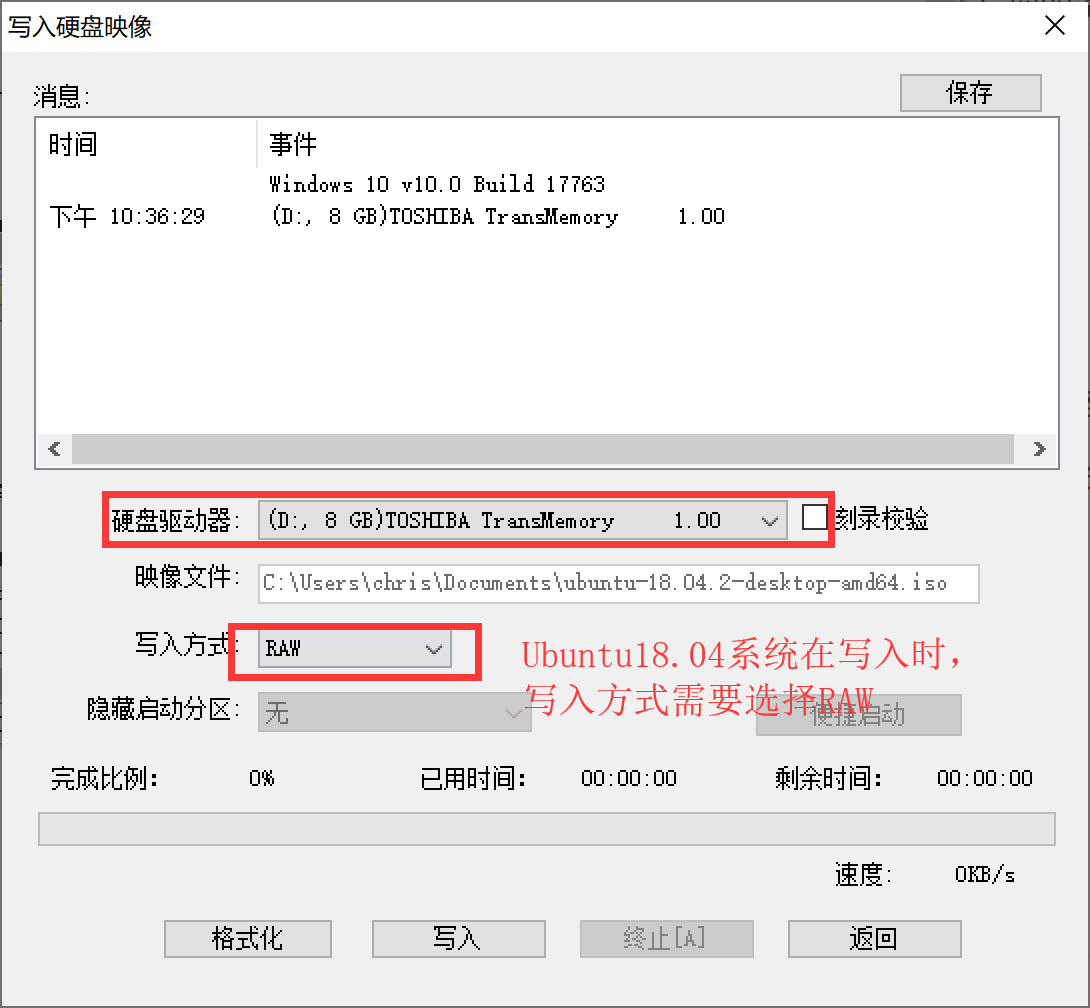 写入硬盘映像
消息:
保存
时间 事件
Windows 10 v10.0 Build 17763
下午 10:36:29 (D:, 8 GB)TOSHIBA TransMemory 1.00
硬盘驱动器: (D:, 8 GB)TOSHIBA TransMemory 1.00 刻录校验
映像文件: C:\Users\chris\Documents\ubuntu-18.04.2-desktop-amd64.iso
写入方式: RAW
Ubuntu18.04系统在写入时，
写入方式需要选择RAW
隐藏启动分区: 无 便捷启动
完成比例: 0% 已用时间: 00:00:00 剩余时间: 00:00:00
速度: 0KB/s
格式化 写入 终止[A] 返回